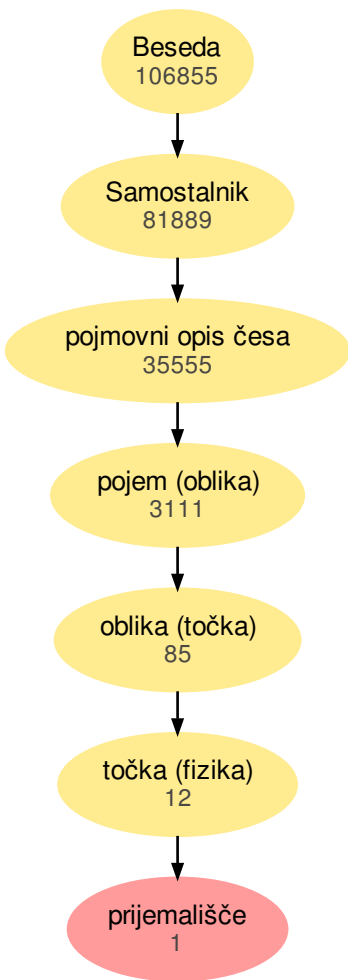 Beseda
106855
Samostalnik
81889
pojmovni opis česa
35555
pojem (oblika)
3111
oblika (točka)
85
točka (fizika)
12
prijemališče
1